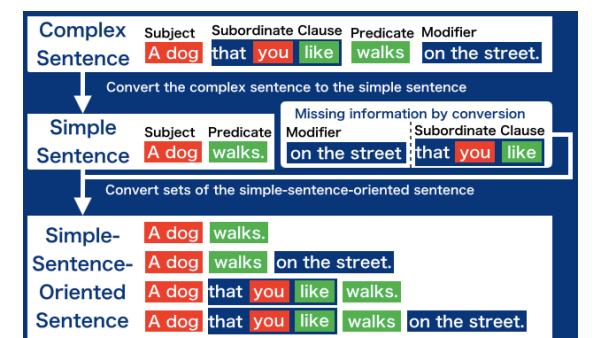 Complex Sentence
Subject Subordinate Clause Predicate Modifier
A dog that you like walks on the street.
Convert the complex sentence to the simple sentence
Simple Sentence
Subject Predicate
A dog walks.
Missing information by conversion
Modifier Subordinate Clause
on the street that you like
Convert sets of the simple-sentence-oriented sentence
Simple-
Sentence-
Oriented
Sentence
A dog walks.
A dog walks on the street.
A dog that you like walks.
A dog that you like walks on the street.